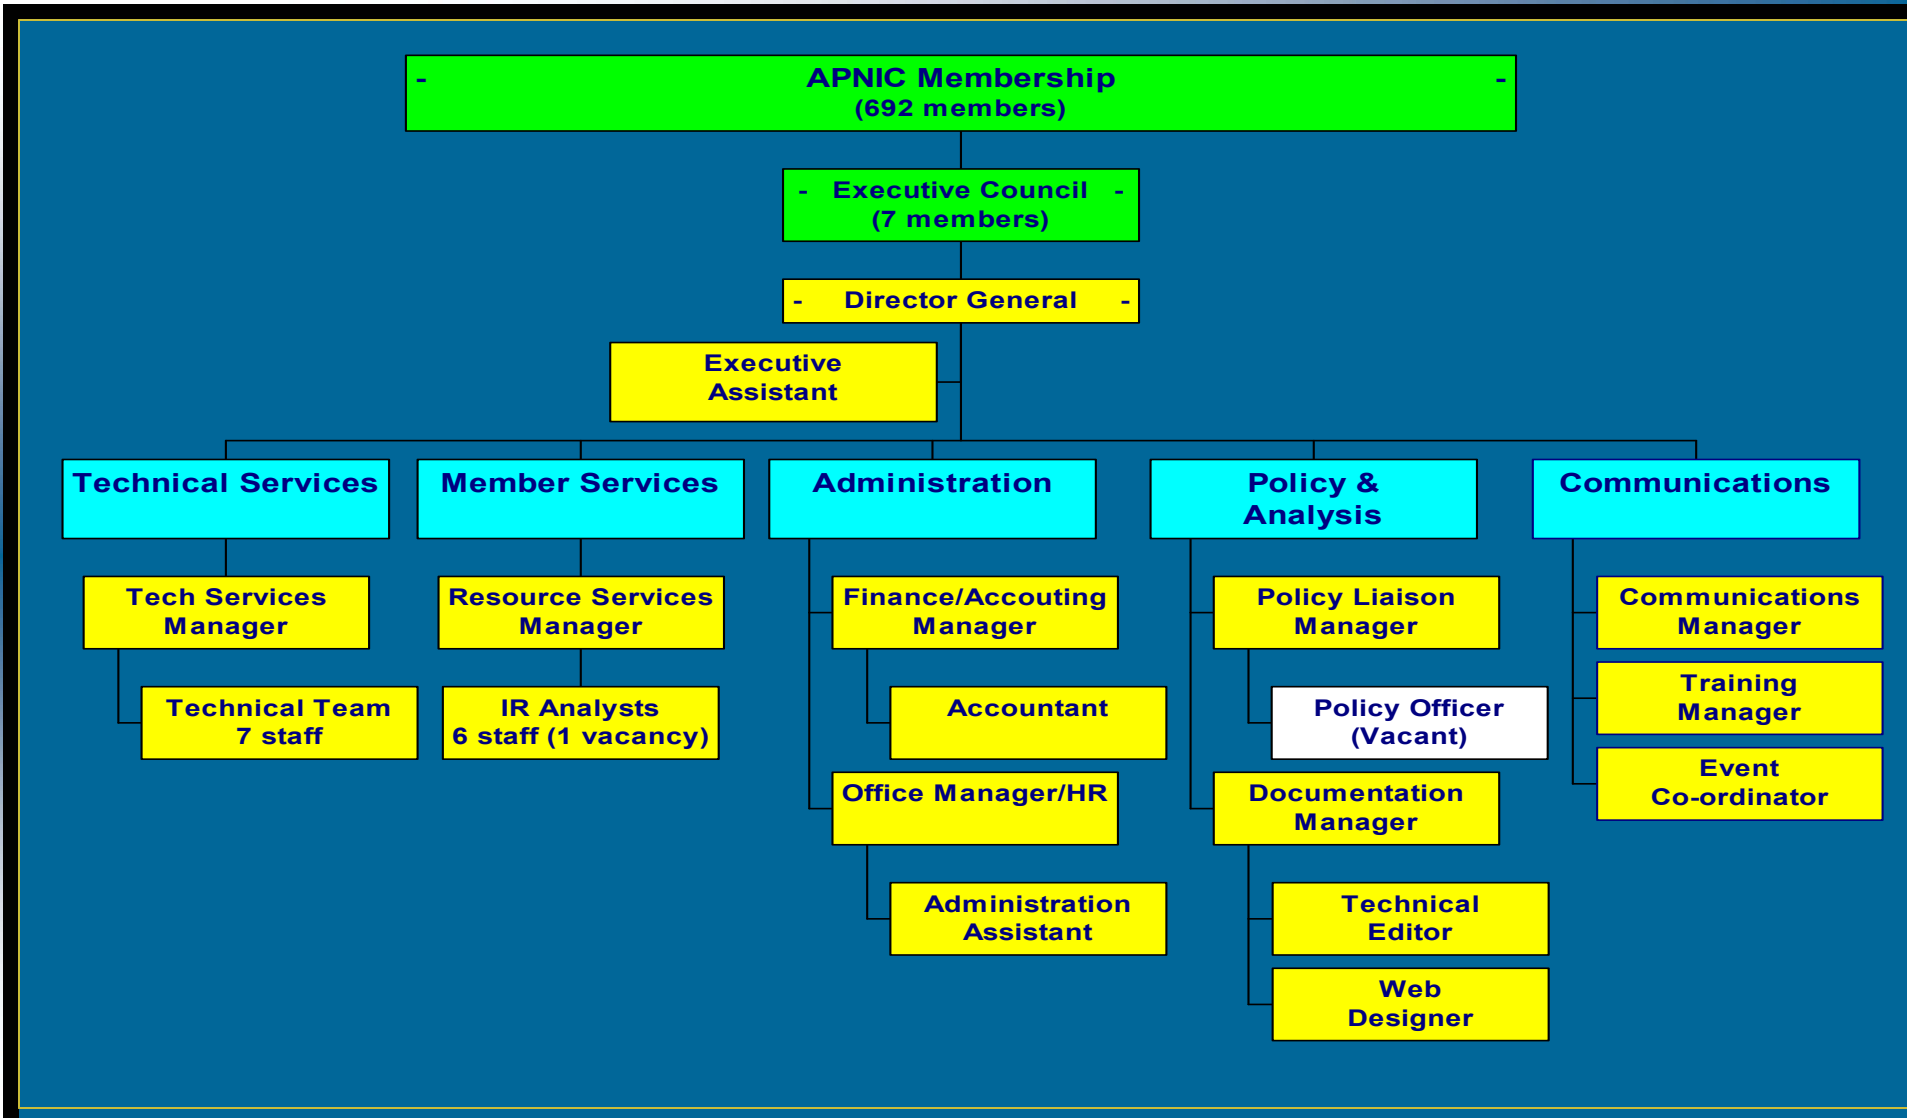 - APNIC Membership -
(692 members)
- Executive Council -
(7 members)
- Director General -
Executive
Assistant
Technical Services
Member Services
Administration
Policy &
Analysis
Communications
Tech Services
Manager
Technical Team
7 staff
Resource Services
Manager
IR Analysts
6 staff (1 vacancy)
Finance/Accouting
Manager
Accountant
Office Manager/HR
Administration
Assistant
Policy Liaison
Manager
Policy Officer
(Vacant)
Documentation
Manager
Technical
Editor
Web
Designer
Communications
Manager
Training
Manager
Event
Co-ordinator